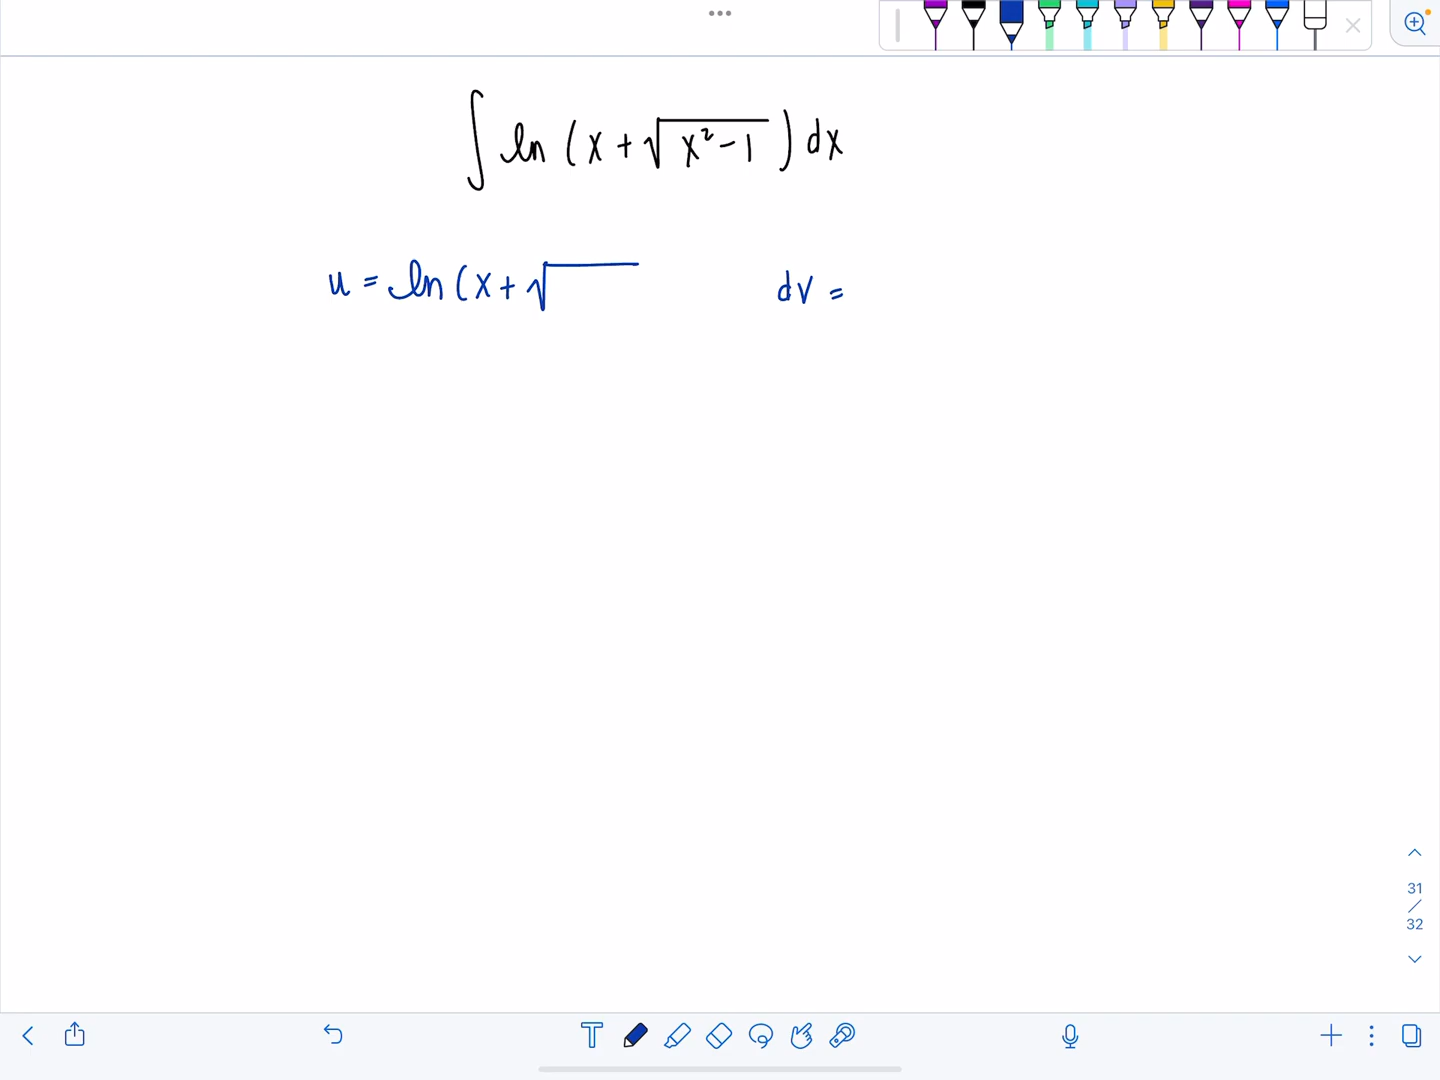 ∫ ln (x + √(x² - 1)) dx
u = ln (x + √ dv =
31
/
32
T